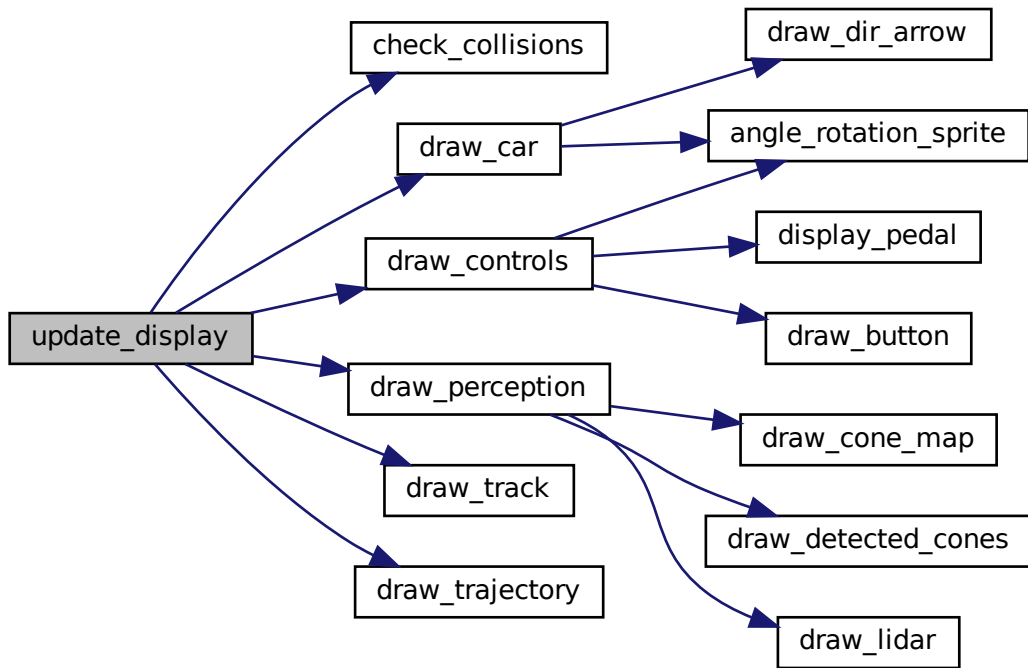 update_display
check_collisions
draw_car
draw_controls
draw_perception
draw_track
draw_trajectory
draw_dir_arrow
angle_rotation_sprite
display_pedal
draw_button
draw_cone_map
draw_detected_cones
draw_lidar